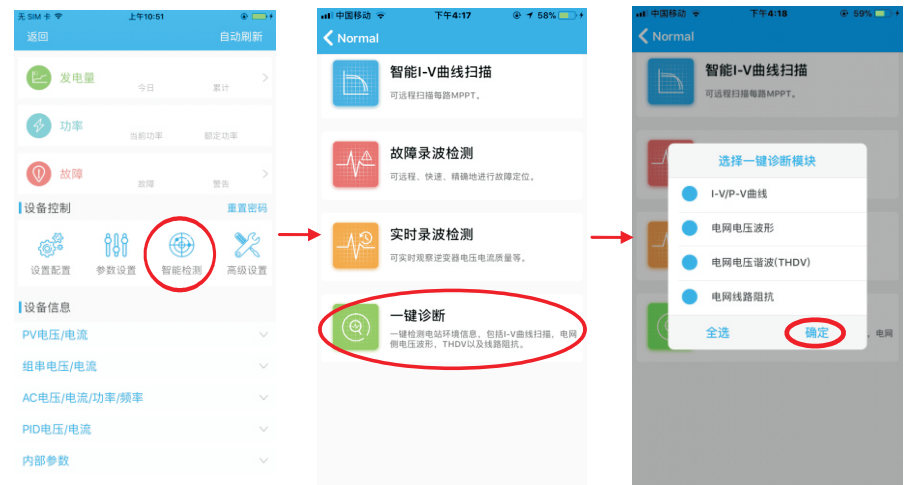 无 SIM 卡
上午10:51
返回
自动刷新
发电量
今日
累计
功率
当前功率
额定功率
故障
故障
警告
设备控制
重置密码
设置配置
参数设置
智能检测
高级设置
设备信息
PV电压/电流
组串电压/电流
AC电压/电流/功率/频率
PID电压/电流
内部参数
中国移动
下午4:17
58%
Normal
智能I-V曲线扫描
可远程扫描每路MPPT。
故障录波检测
可远程、快速、精确地进行故障定位。
实时录波检测
可实时观察逆变器电压电流质量等。
一键诊断
一键检测电站环境信息，包括I-V曲线扫描，电网
侧电压波形，THDV以及线路阻抗。
中国移动
下午4:18
59%
Normal
智能I-V曲线扫描
可远程扫描每路MPPT。
选择一键诊断模块
I-V/P-V曲线
电网电压波形
电网电压谐波(THDV)
电网线路阻抗
全选
确定
，电网